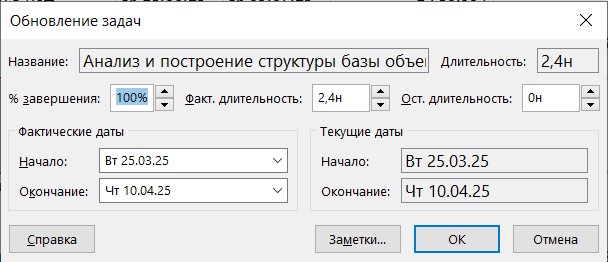 Обновление задач
Название: Анализ и построение структуры базы объе Длительность: 2,4н
% завершения: 100% Факт. длительность: 2,4н Ост. длительность: 0н
Фактические даты Текущие даты
Начало: Вт 25.03.25 Начало: Вт 25.03.25
Окончание: Чт 10.04.25 Окончание: Чт 10.04.25
Справка Заметки... ОК Отмена